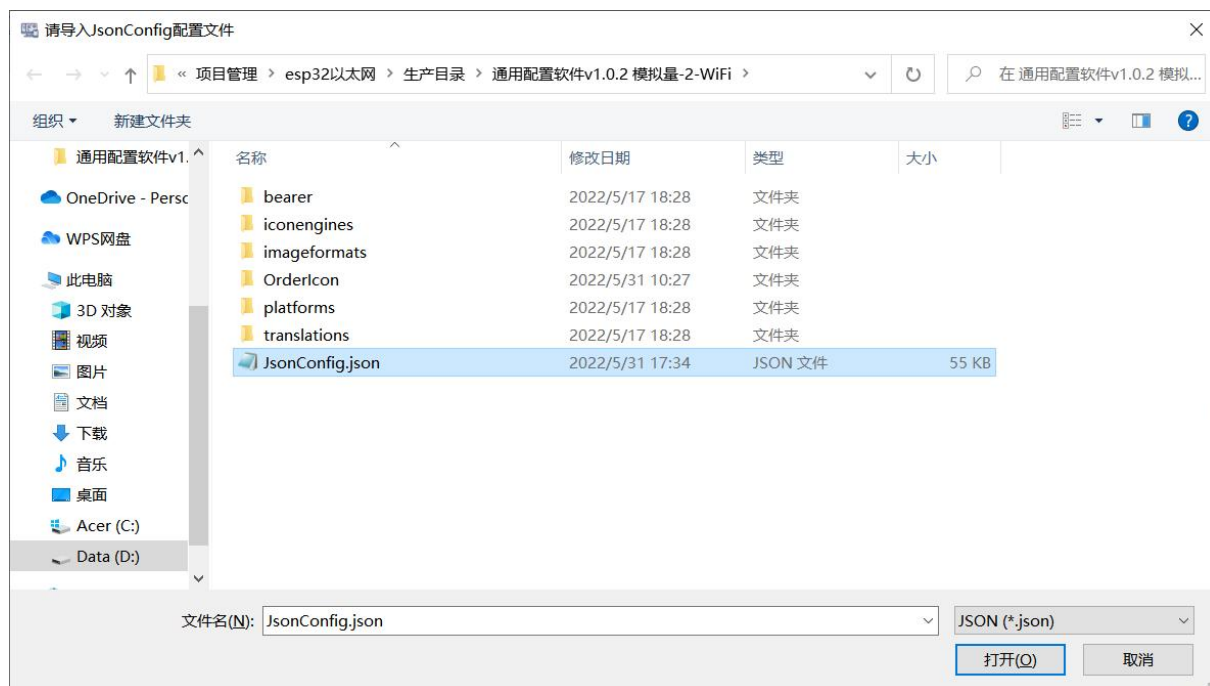 请导入JsonConfig配置文件
« 项目管理 > esp32以太网 > 生产目录 > 通用配置软件v1.0.2 模拟量-2-WiFi >
在 通用配置软件v1.0.2 模拟...
组织 新建文件夹
通用配置软件v1.
OneDrive - Perso
WPS网盘
此电脑
3D 对象
视频
图片
文档
下载
音乐
桌面
Acer (C:)
Data (D:)
名称 修改日期 类型 大小
bearer 2022/5/17 18:28 文件夹
iconengines 2022/5/17 18:28 文件夹
imageformats 2022/5/17 18:28 文件夹
OrderIcon 2022/5/31 10:27 文件夹
platforms 2022/5/17 18:28 文件夹
translations 2022/5/17 18:28 文件夹
JsonConfig.json 2022/5/31 17:34 JSON 文件 55 KB
文件名(N): JsonConfig.json JSON (*.json)
打开(O) 取消